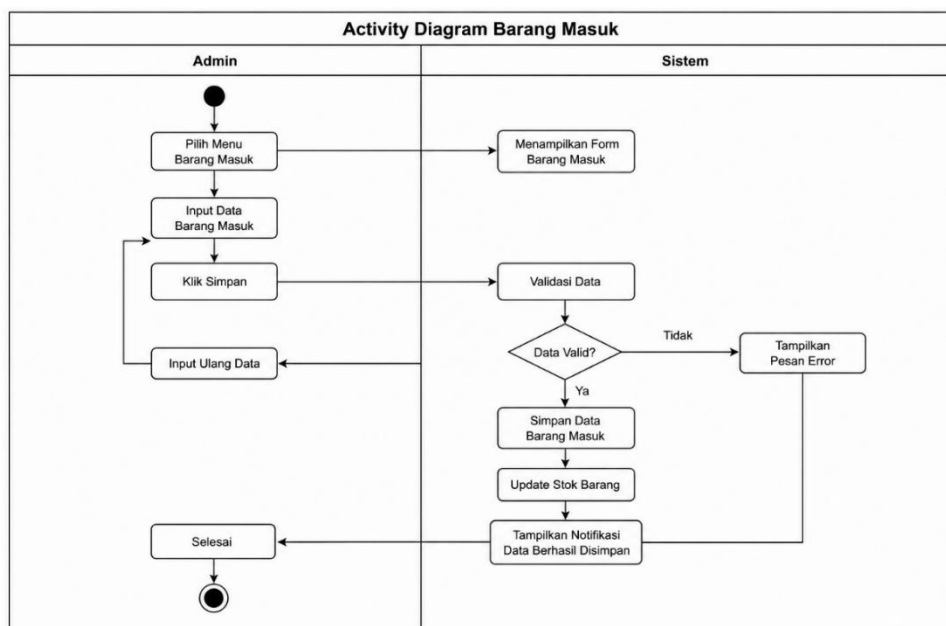 Activity Diagram Barang Masuk
Admin
Sistem
Pilih Menu
Barang Masuk
Menampilkan Form
Barang Masuk
Input Data
Barang Masuk
Klik Simpan
Validasi Data
Data Valid?
Tidak
Tampilkan
Pesan Error
Input Ulang Data
Ya
Simpan Data
Barang Masuk
Update Stok Barang
Tampilkan Notifikasi
Data Berhasil Disimpan
Selesai